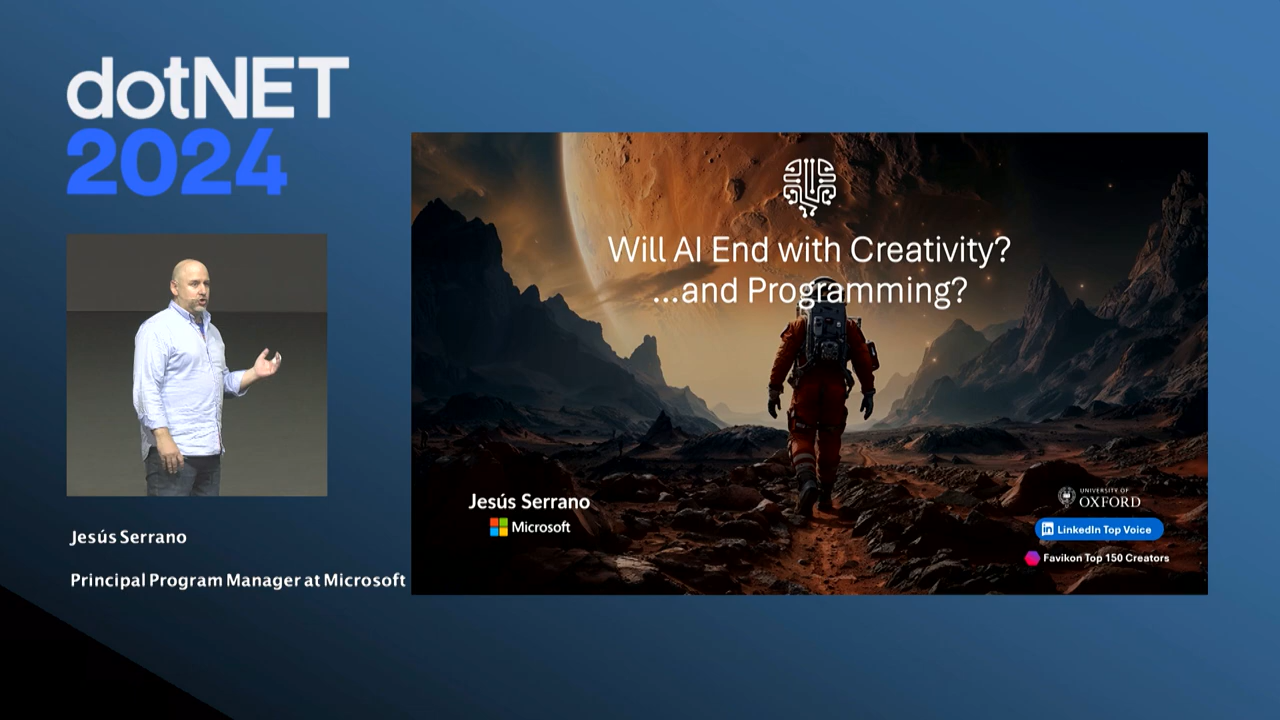 dotNET
2024
Jesús Serrano
Principal Program Manager at Microsoft
Will AI End with Creativity?
...and Programming?
Jesús Serrano
Microsoft
UNIVERSITY OF
OXFORD
in LinkedIn Top Voice
Favikon Top 150 Creators